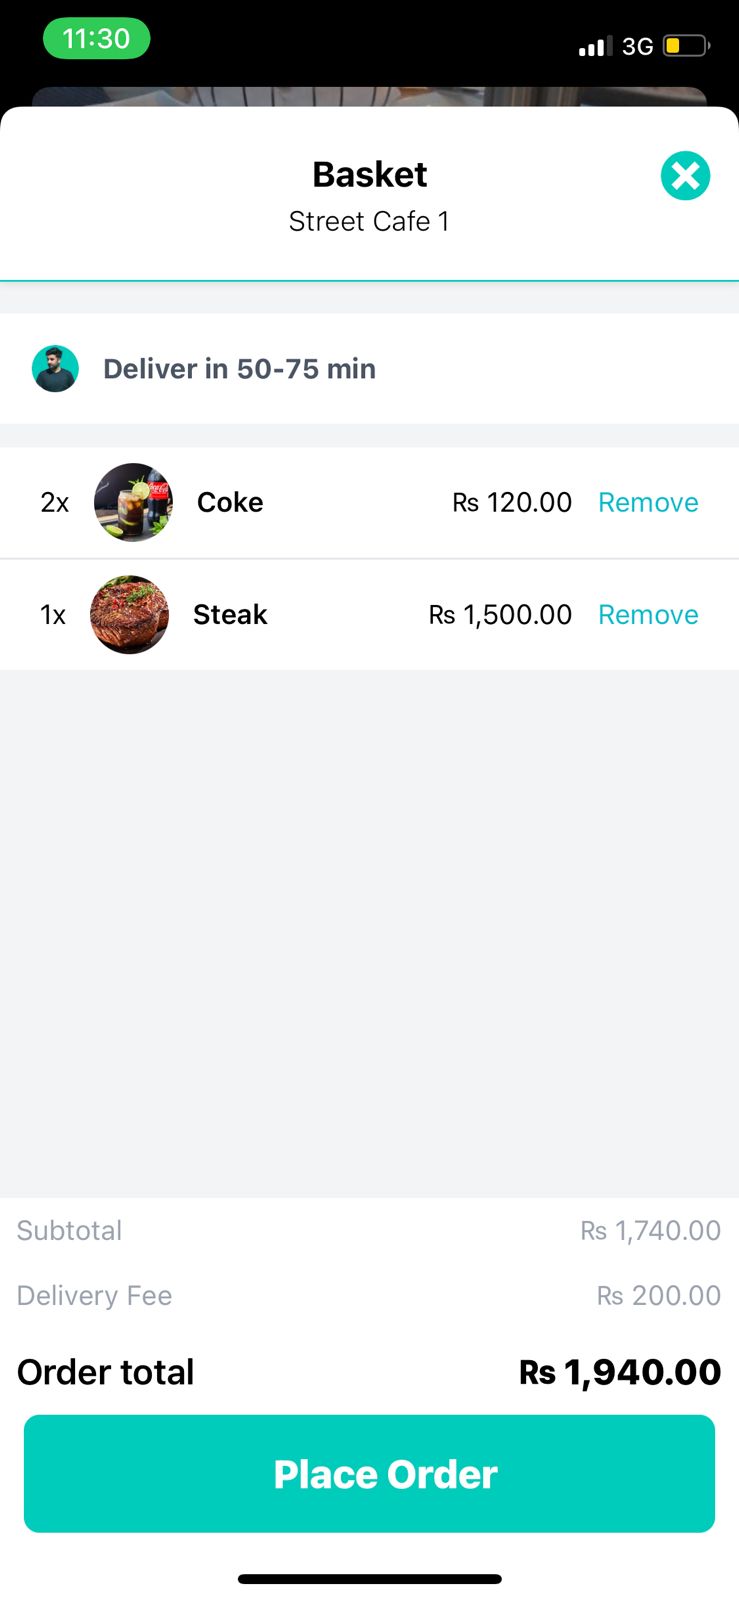 11:30
3G
Basket
Street Cafe 1
Deliver in 50-75 min
2x Coke Rs 120.00 Remove
1x Steak Rs 1,500.00 Remove
Subtotal Rs 1,740.00
Delivery Fee Rs 200.00
Order total Rs 1,940.00
Place Order